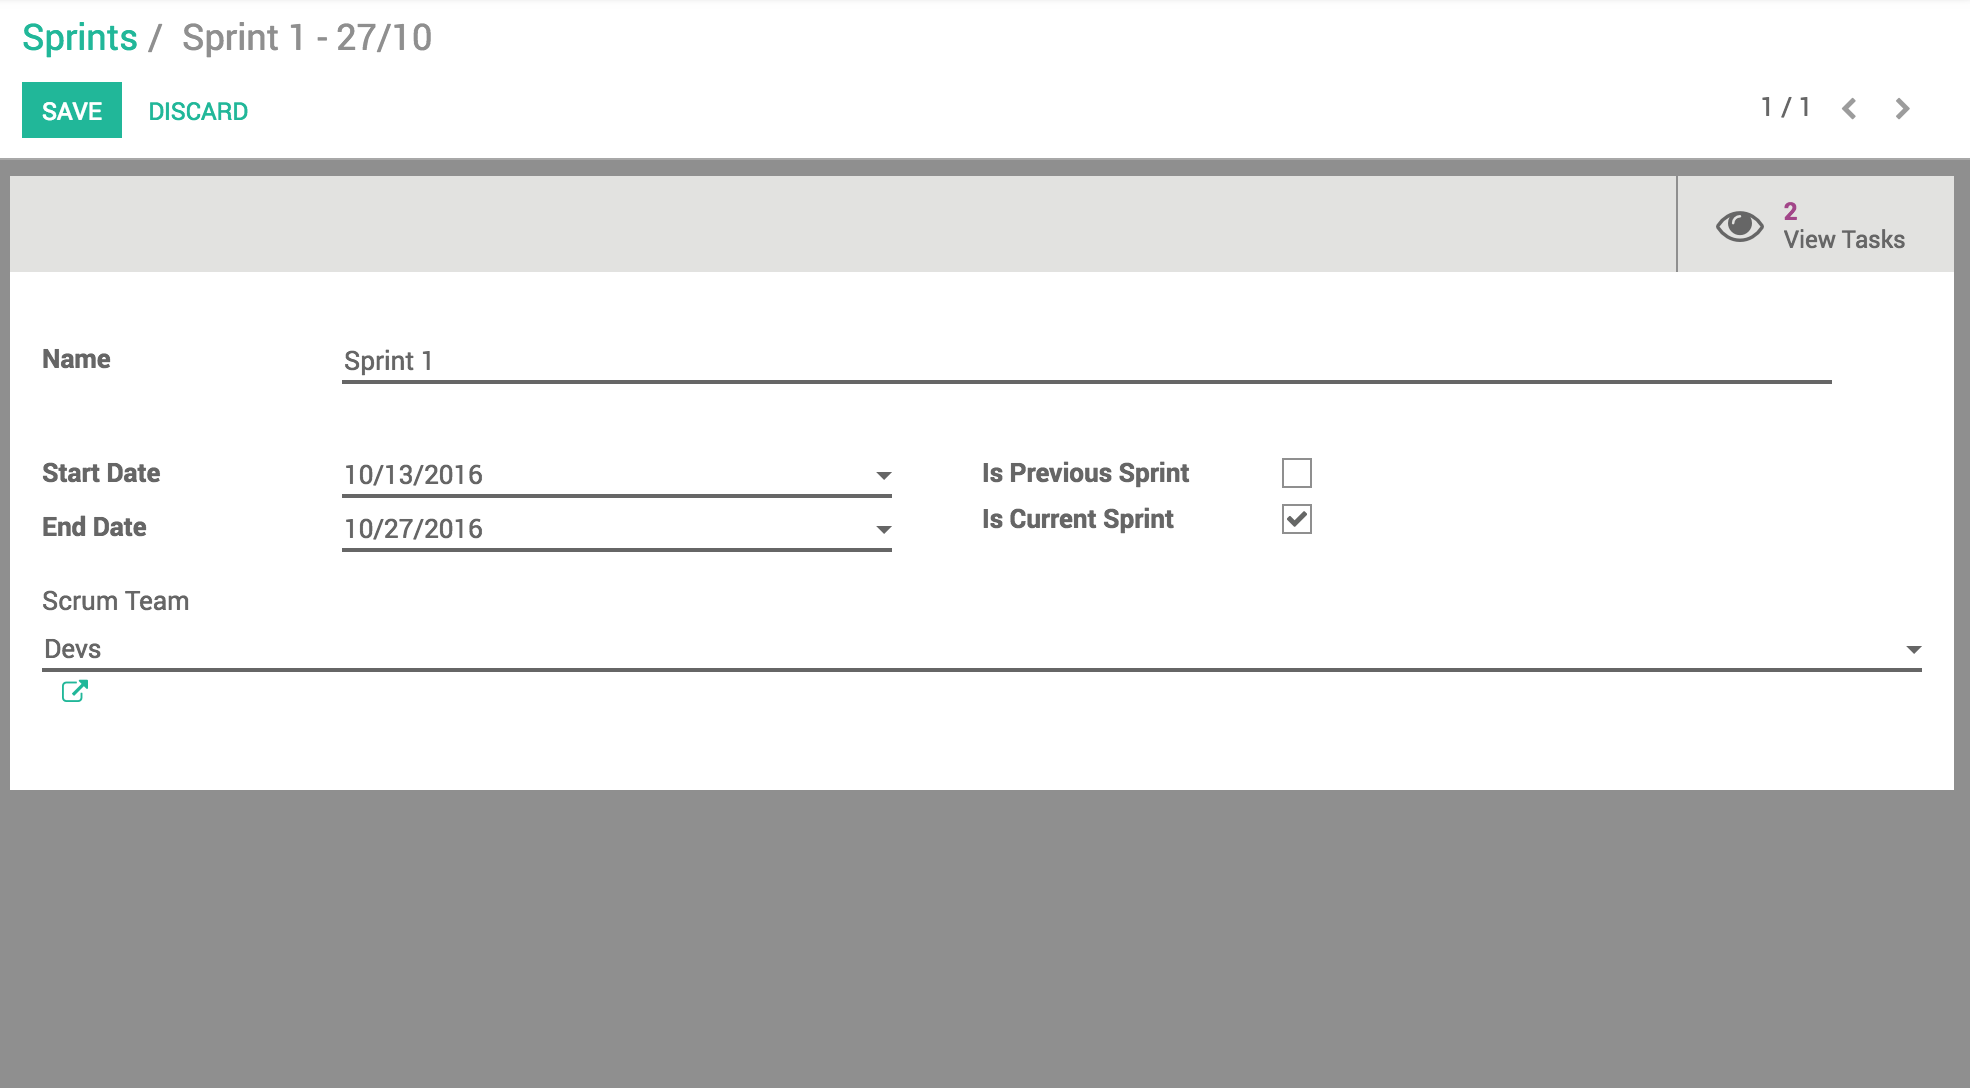 Sprints / Sprint 1 - 27/10
SAVE DISCARD 1 / 1
2
View Tasks
Name Sprint 1
Start Date 10/13/2016 Is Previous Sprint
End Date 10/27/2016 Is Current Sprint
Scrum Team
Devs